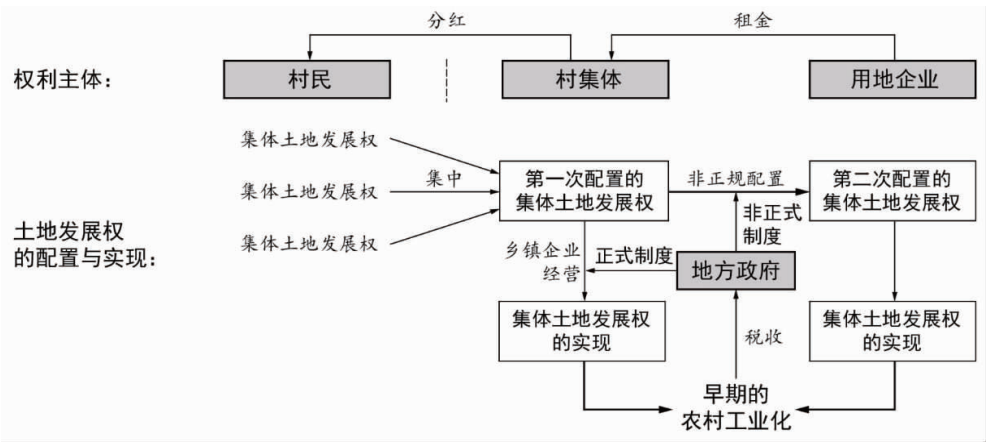 分红
租金
权利主体：
村民
村集体
用地企业
集体土地发展权
集体土地发展权
集体土地发展权
集中
第一次配置的
集体土地发展权
非正规配置
第二次配置的
集体土地发展权
土地发展权
的配置与实现：
乡镇企业
经营
正式制度
非正式
制度
地方政府
集体土地发展权
的实现
税收
集体土地发展权
的实现
早期的
农村工业化